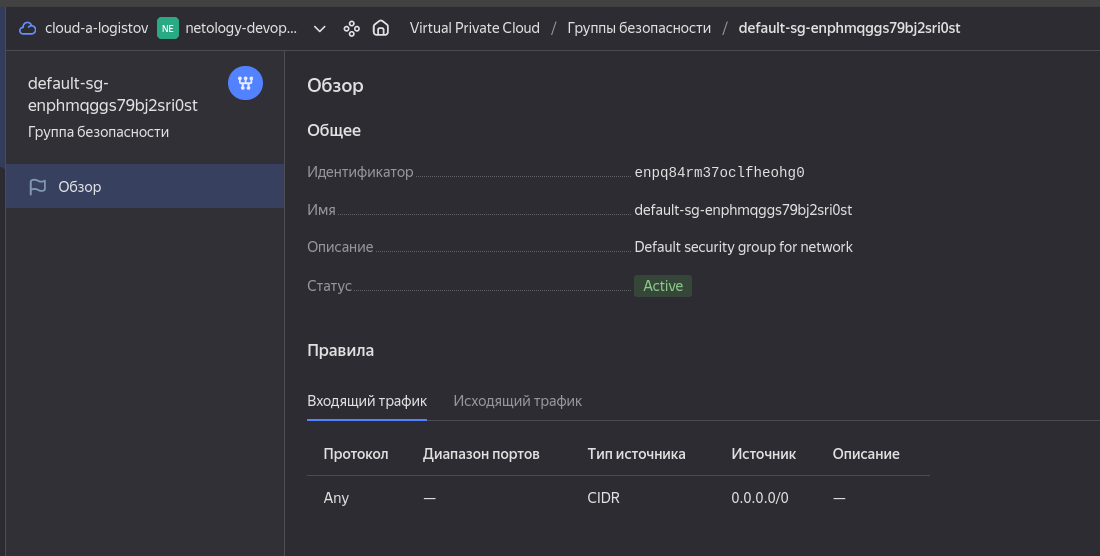 cloud-a-logistov NE netology-devop... Virtual Private Cloud / Группы безопасности / default-sg-enphmqggs79bj2sri0st
default-sg-
enphmqggs79bj2sri0st
Группа безопасности
Обзор
Обзор
Общее
Идентификатор enpq84rm37oclfheohg0
Имя default-sg-enphmqggs79bj2sri0st
Описание Default security group for network
Статус Active
Правила
Входящий трафик Исходящий трафик
Протокол Диапазон портов Тип источника Источник Описание
Any — CIDR 0.0.0.0/0 —